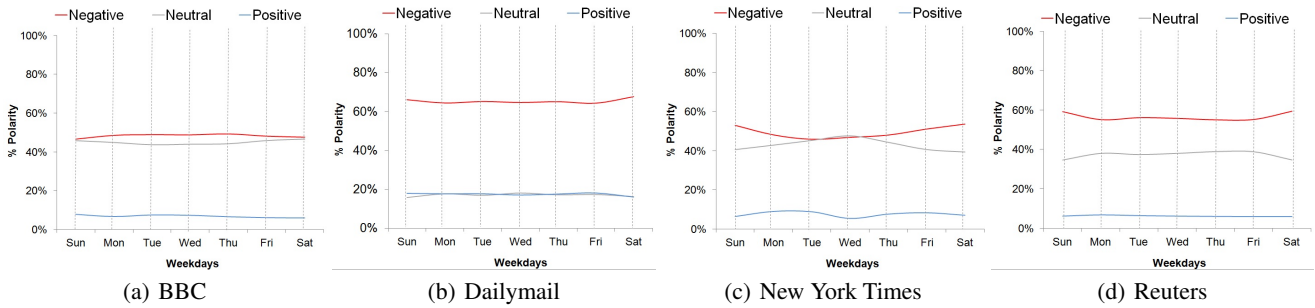 Negative Neutral Positive
100%
80%
60%
40%
20%
0%
% Polarity
Sun Mon Tue Wed Thu Fri Sat
Weekdays
(a) BBC
Negative Neutral Positive
100%
80%
60%
40%
20%
0%
% Polarity
Sun Mon Tue Wed Thu Fri Sat
Weekdays
(b) Dailymail
Negative Neutral Positive
100%
80%
60%
40%
20%
0%
% Polarity
Sun Mon Tue Wed Thu Fri Sat
Weekdays
(c) New York Times
Negative Neutral Positive
100%
80%
60%
40%
20%
0%
% Polarity
Sun Mon Tue Wed Thu Fri Sat
Weekdays
(d) Reuters